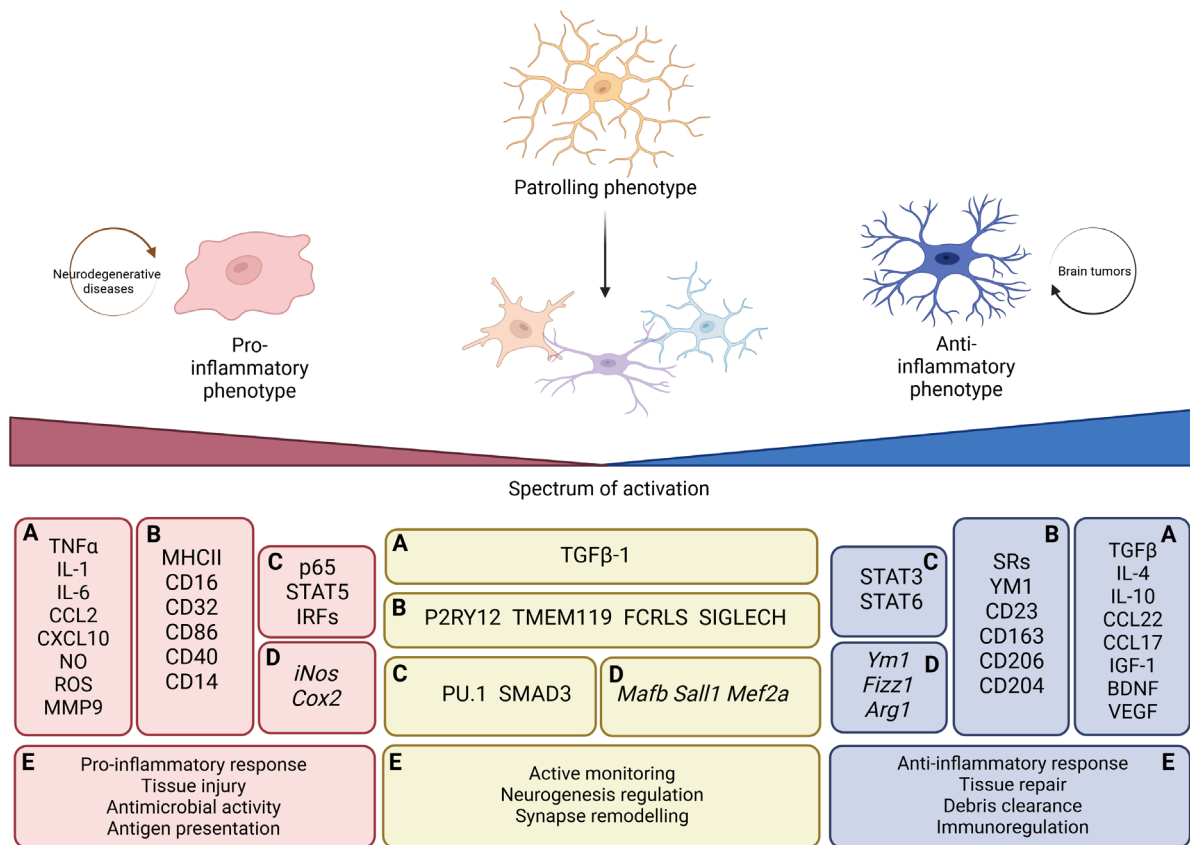 Patrolling phenotype
Neurodegenerative
diseases
Pro-
inflammatory
phenotype
Brain tumors
Anti-
inflammatory
phenotype
Spectrum of activation
A
TNFα
IL-1
IL-6
CCL2
CXCL10
NO
ROS
MMP9
B
MHCII
CD16
CD32
CD86
CD40
CD14
C
p65
STAT5
IRFs
D
iNos
Cox2
E
Pro-inflammatory response
Tissue injury
Antimicrobial activity
Antigen presentation
A
TGFβ-1
B
P2RY12 TMEM119 FCRLS SIGLECH
C
PU.1 SMAD3
D
Mafb Sall1 Mef2a
E
Active monitoring
Neurogenesis regulation
Synapse remodelling
C
STAT3
STAT6
D
Ym1
Fizz1
Arg1
B
SRs
YM1
CD23
CD163
CD206
CD204
A
TGFβ
IL-4
IL-10
CCL22
CCL17
IGF-1
BDNF
VEGF
E
Anti-inflammatory response
Tissue repair
Debris clearance
Immunoregulation